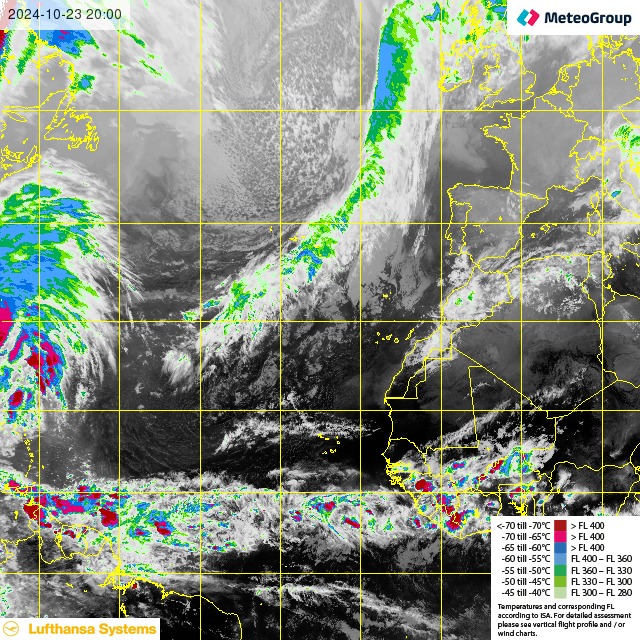 2024-10-23 20:00
MeteoGroup
<-70 till -70°C > FL 400
-70 till -65°C > FL 400
-65 till -60°C > FL 400
-60 till -55°C FL 400 – FL 360
-55 till -50°C FL 360 – FL 330
-50 till -45°C FL 330 – FL 300
-45 till -40°C FL 300 – FL 280
Temperatures and corresponding FL
according to ISA. For detailed assesment
please see vertical flight profile and / or
wind charts.
Lufthansa Systems